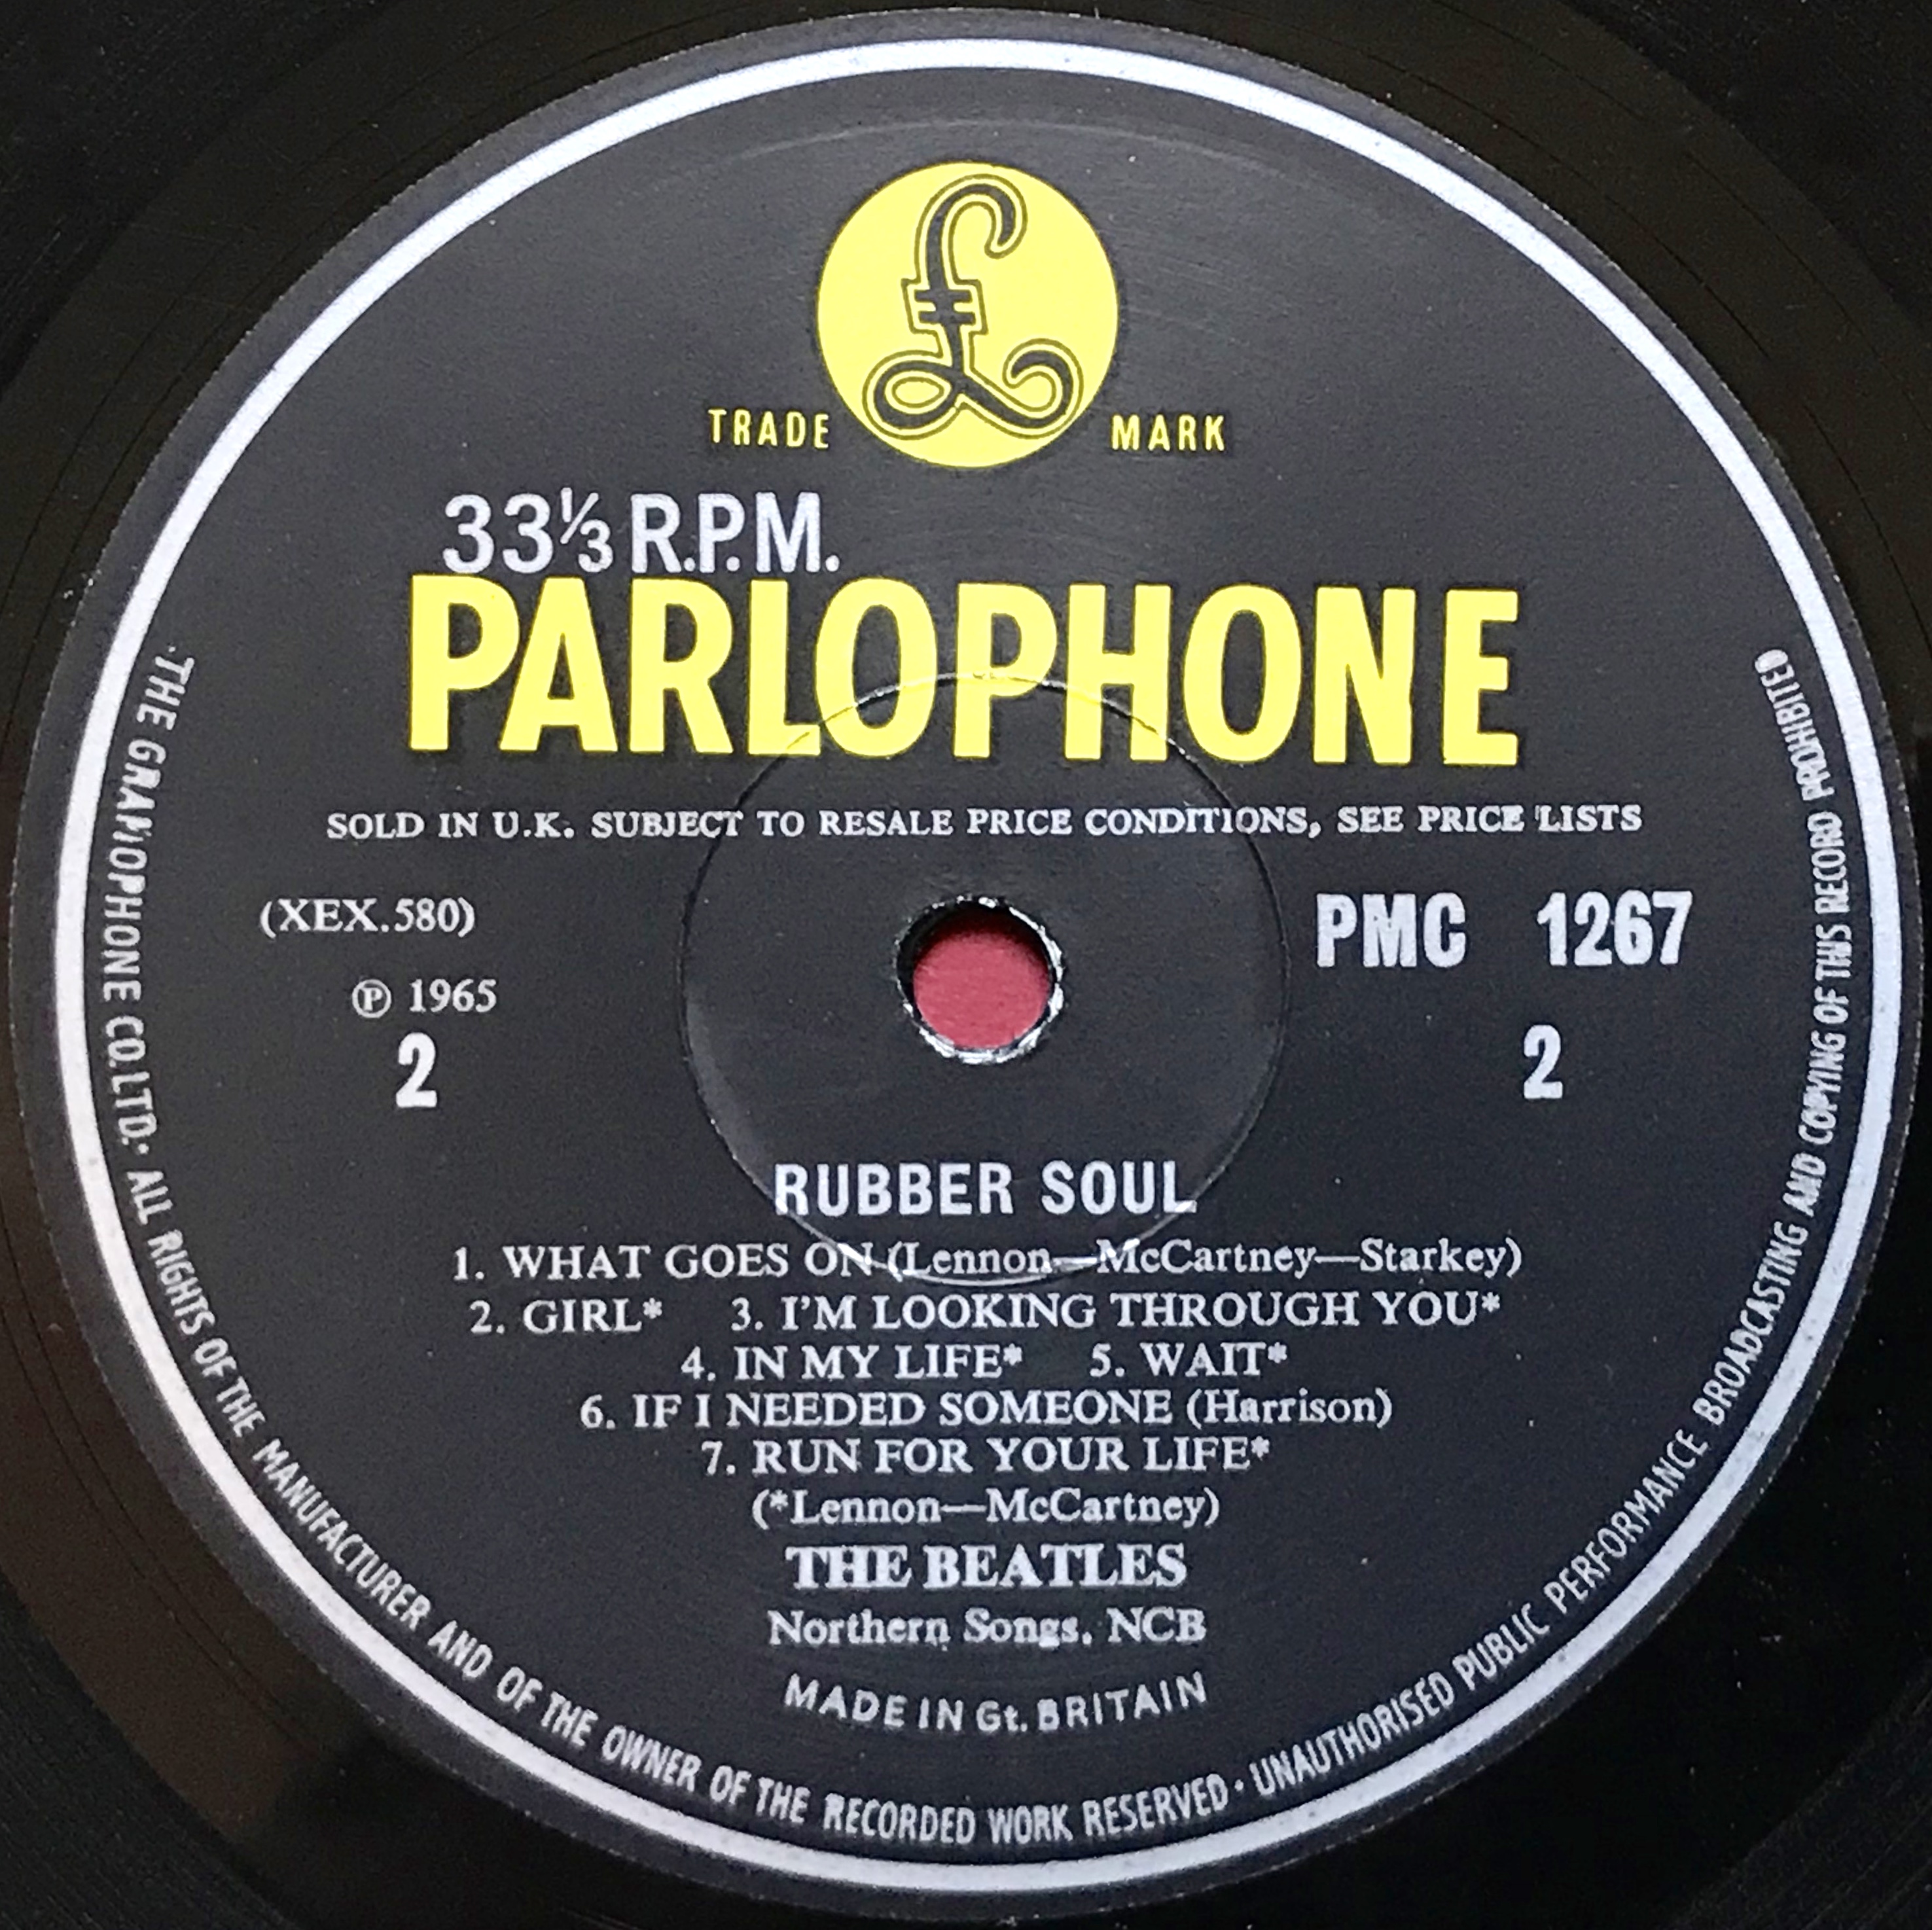 £
TRADE MARK
33⅓ R.P.M.
PARLOPHONE
SOLD IN U.K. SUBJECT TO RESALE PRICE CONDITIONS, SEE PRICE LISTS
(XEX.580)
PMC 1267
℗ 1965
2
2
RUBBER SOUL
1. WHAT GOES ON (Lennon—McCartney—Starkey)
2. GIRL* 3. I'M LOOKING THROUGH YOU*
4. IN MY LIFE* 5. WAIT*
6. IF I NEEDED SOMEONE (Harrison)
7. RUN FOR YOUR LIFE*
(*Lennon—McCartney)
THE BEATLES
Northern Songs, NCB
MADE IN Gt. BRITAIN
THE GRAMOPHONE CO. LTD. · ALL RIGHTS OF THE MANUFACTURER AND OF THE OWNER OF THE RECORDED WORK RESERVED · UNAUTHORISED PUBLIC PERFORMANCE BROADCASTING AND COPYING OF THIS RECORD PROHIBITED